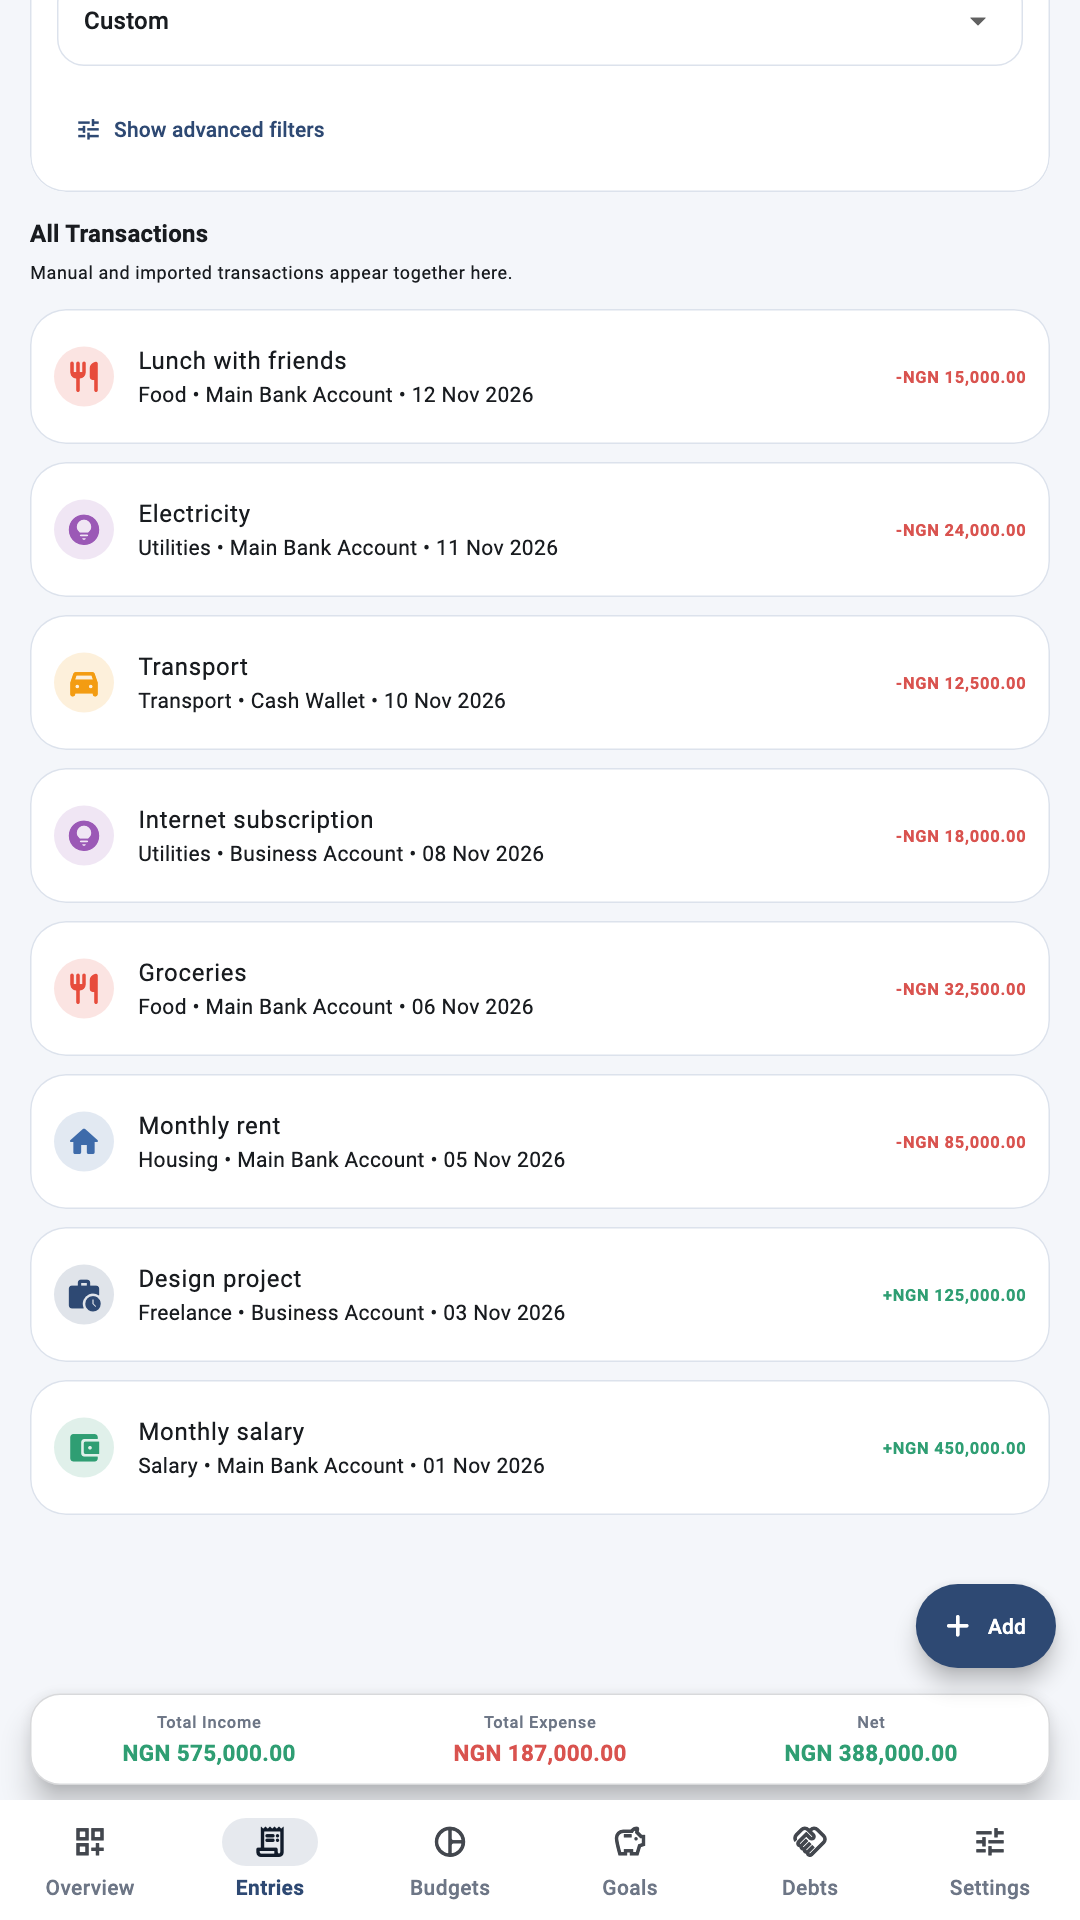 Custom
Show advanced filters
All Transactions
Manual and imported transactions appear together here.
Lunch with friends
Food • Main Bank Account • 12 Nov 2026
-NGN 15,000.00
Electricity
Utilities • Main Bank Account • 11 Nov 2026
-NGN 24,000.00
Transport
Transport • Cash Wallet • 10 Nov 2026
-NGN 12,500.00
Internet subscription
Utilities • Business Account • 08 Nov 2026
-NGN 18,000.00
Groceries
Food • Main Bank Account • 06 Nov 2026
-NGN 32,500.00
Monthly rent
Housing • Main Bank Account • 05 Nov 2026
-NGN 85,000.00
Design project
Freelance • Business Account • 03 Nov 2026
+NGN 125,000.00
Monthly salary
Salary • Main Bank Account • 01 Nov 2026
+NGN 450,000.00
Add
Total Income
NGN 575,000.00
Total Expense
NGN 187,000.00
Net
NGN 388,000.00
Overview
Entries
Budgets
Goals
Debts
Settings